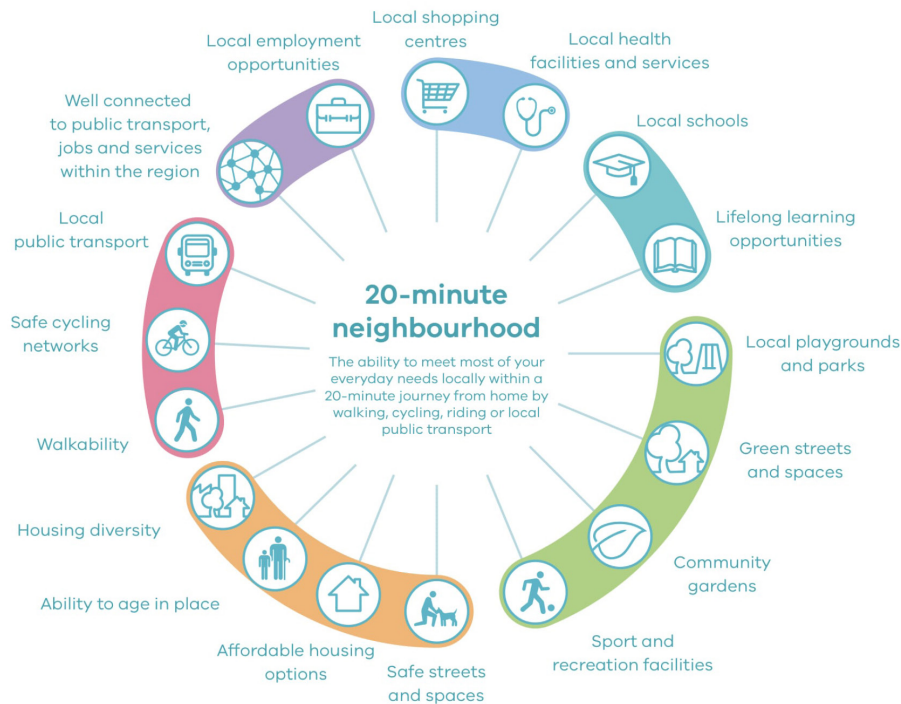 Local shopping
centres
Local health
facilities and services
Local schools
Lifelong learning
opportunities
Local playgrounds
and parks
Green streets
and spaces
Community
gardens
Sport and
recreation facilities
Safe streets
and spaces
Affordable housing
options
Ability to age in place
Housing diversity
Walkability
Safe cycling
networks
Local
public transport
Well connected
to public transport,
jobs and services
within the region
Local employment
opportunities
20-minute
neighbourhood
The ability to meet most of your
everyday needs locally within a
20-minute journey from home by
walking, cycling, riding or local
public transport